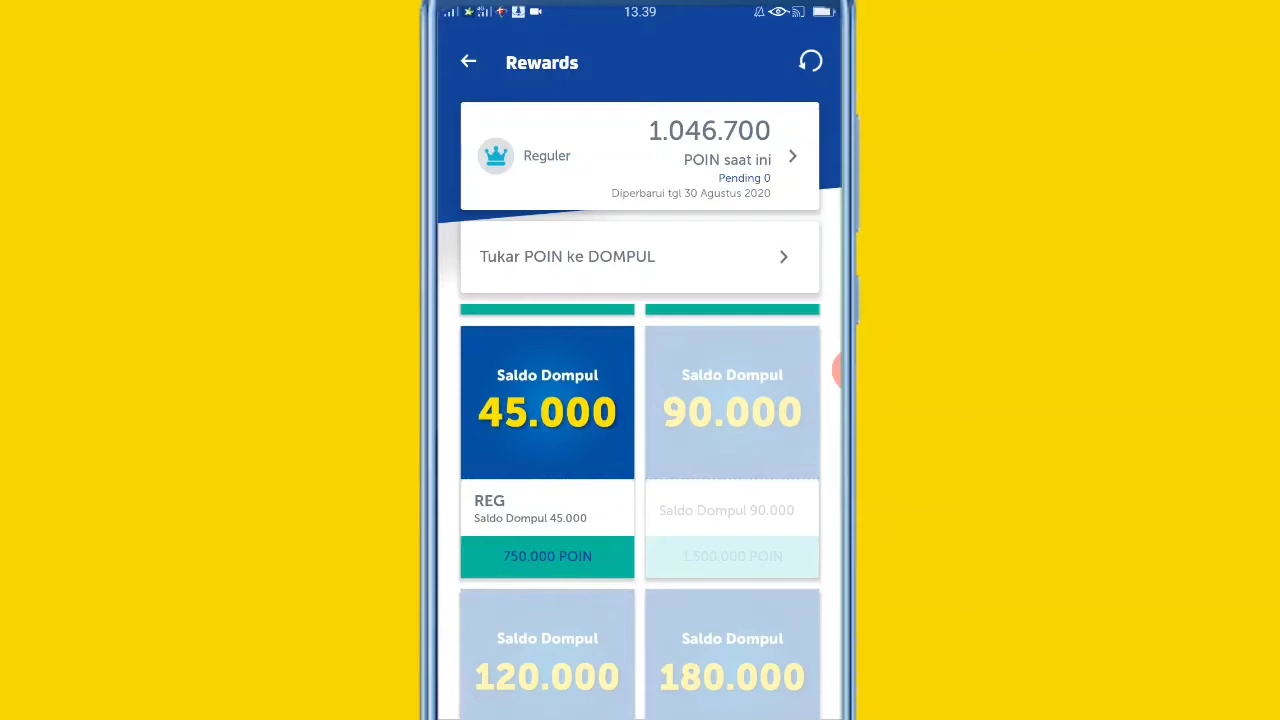 13.39
Rewards
Reguler
1.046.700
POIN saat ini
Pending 0
Diperbarui tgl 30 Agustus 2020
Tukar POIN ke DOMPUL
Saldo Dompul
45.000
REG
Saldo Dompul 45.000
750.000 POIN
Saldo Dompul
90.000
Saldo Dompul 90.000
1.500.000 POIN
Saldo Dompul
120.000
Saldo Dompul
180.000